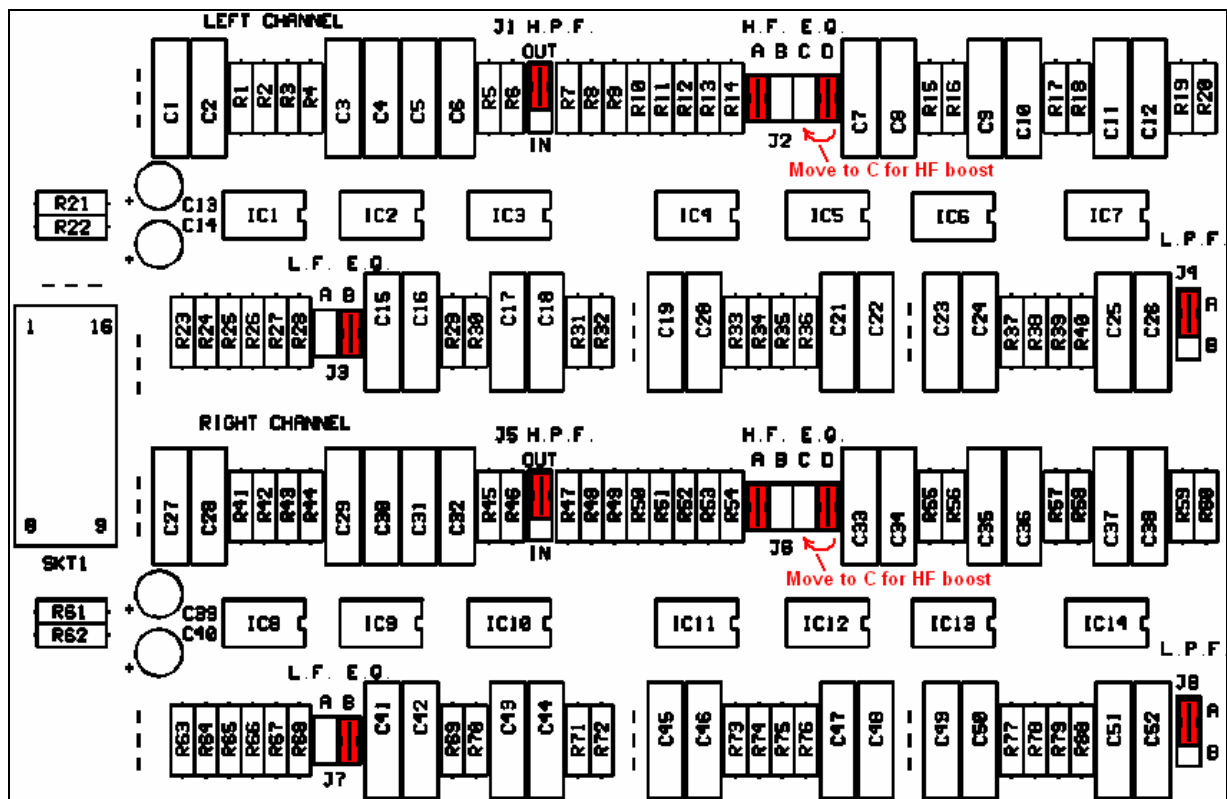 LEFT CHANNEL
J1 H.P.F.
H.F. E.Q.
OUT
A B C D
C1 C2 R1 R2 R3 R4 C3 C4 C5 C6 R5 R6 R7 R8 R9 R10 R11 R12 R13 R14 C7 C8 R15 R16 C9 C10 R17 R18 C11 C12 R19 R20
IN
J2
Move to C for HF boost
R21
R22
+
+
C13
C14
IC1 IC2 IC3 IC4 IC5 IC6 IC7
L.P.F.
L.F. E.Q.
J4
A B
A
B
1 16
8 9
SKT1
R23 R24 R25 R26 R27 R28 C15 C16 R29 R30 C17 C18 R31 R32 C19 C20 R33 R34 R35 R36 C21 C22 C23 C24 R37 R38 R39 R40 C25 C26
J3
RIGHT CHANNEL
J5 H.P.F.
H.F. E.Q.
OUT
A B C D
C27 C28 R41 R42 R43 R44 C29 C30 C31 C32 R45 R46 R47 R48 R49 R50 R51 R52 R53 R54 C33 C34 R55 R56 C35 C36 R57 R58 C37 C38 R59 R60
IN
J6
Move to C for HF boost
R61
R62
+
+
C39
C40
IC8 IC9 IC10 IC11 IC12 IC13 IC14
L.P.F.
L.F. E.Q.
J8
A B
A
B
R63 R64 R65 R66 R67 R68 C41 C42 R69 R70 C43 C44 R71 R72 C45 C46 R73 R74 R75 R76 C47 C48 C49 C50 R77 R78 R79 R80 C51 C52
J7